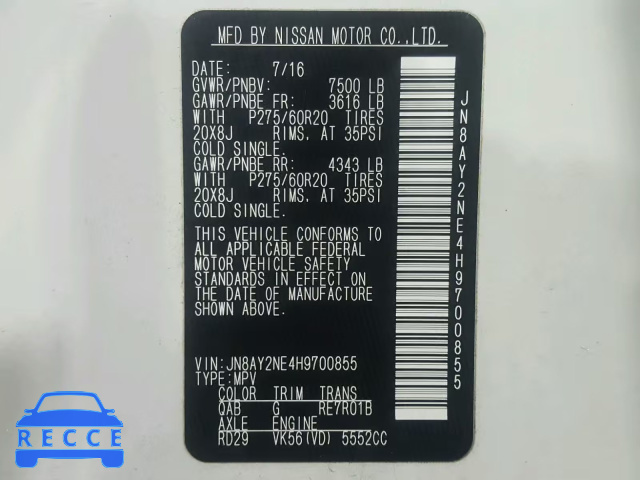 MFD BY NISSAN MOTOR CO.,LTD.
DATE: 7/16
GVWR/PNBV: 7500 LB
GAWR/PNBE FR: 3616 LB
WITH P275/60R20 TIRES
20X8J RIMS. AT 35PSI
COLD SINGLE.
GAWR/PNBE RR: 4343 LB
WITH P275/60R20 TIRES
20X8J RIMS. AT 35PSI
COLD SINGLE.
THIS VEHICLE CONFORMS TO
ALL APPLICABLE FEDERAL
MOTOR VEHICLE SAFETY
STANDARDS IN EFFECT ON
THE DATE OF MANUFACTURE
SHOWN ABOVE.
VIN:JN8AY2NE4H9700855
TYPE:MPV
COLOR TRIM TRANS
QAB G RE7R01B
AXLE ENGINE
RD29 VK56(VD) 5552CC
JN8AY2NE4H9700855
RECCE